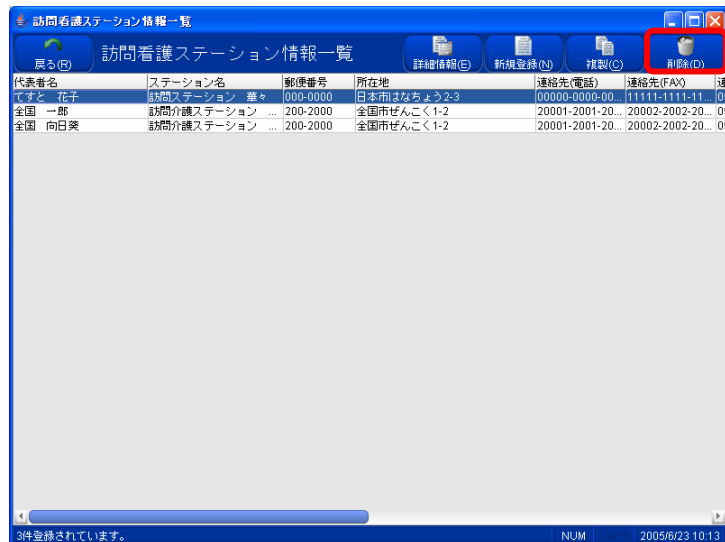 訪問看護ステーション情報一覧
戻る(R) 訪問看護ステーション情報一覧 詳細情報(E) 新規登録(N) 複製(C) 削除(D)
代表者名 ステーション名 郵便番号 所在地 連絡先(電話) 連絡先(FAX)
てすと 花子 訪問ステーション 華々 000-0000 日本市はなちょう2-3 00000-0000-00... 11111-1111-11...
全国 一郎 訪問介護ステーション ... 200-2000 全国市ぜんこく1-2 20001-2001-20... 20002-2002-20...
全国 向日葵 訪問介護ステーション ... 200-2000 全国市ぜんこく1-2 20001-2001-20... 20002-2002-20...
3件登録されています。 NUM CAPS 2005/6/23 10:13